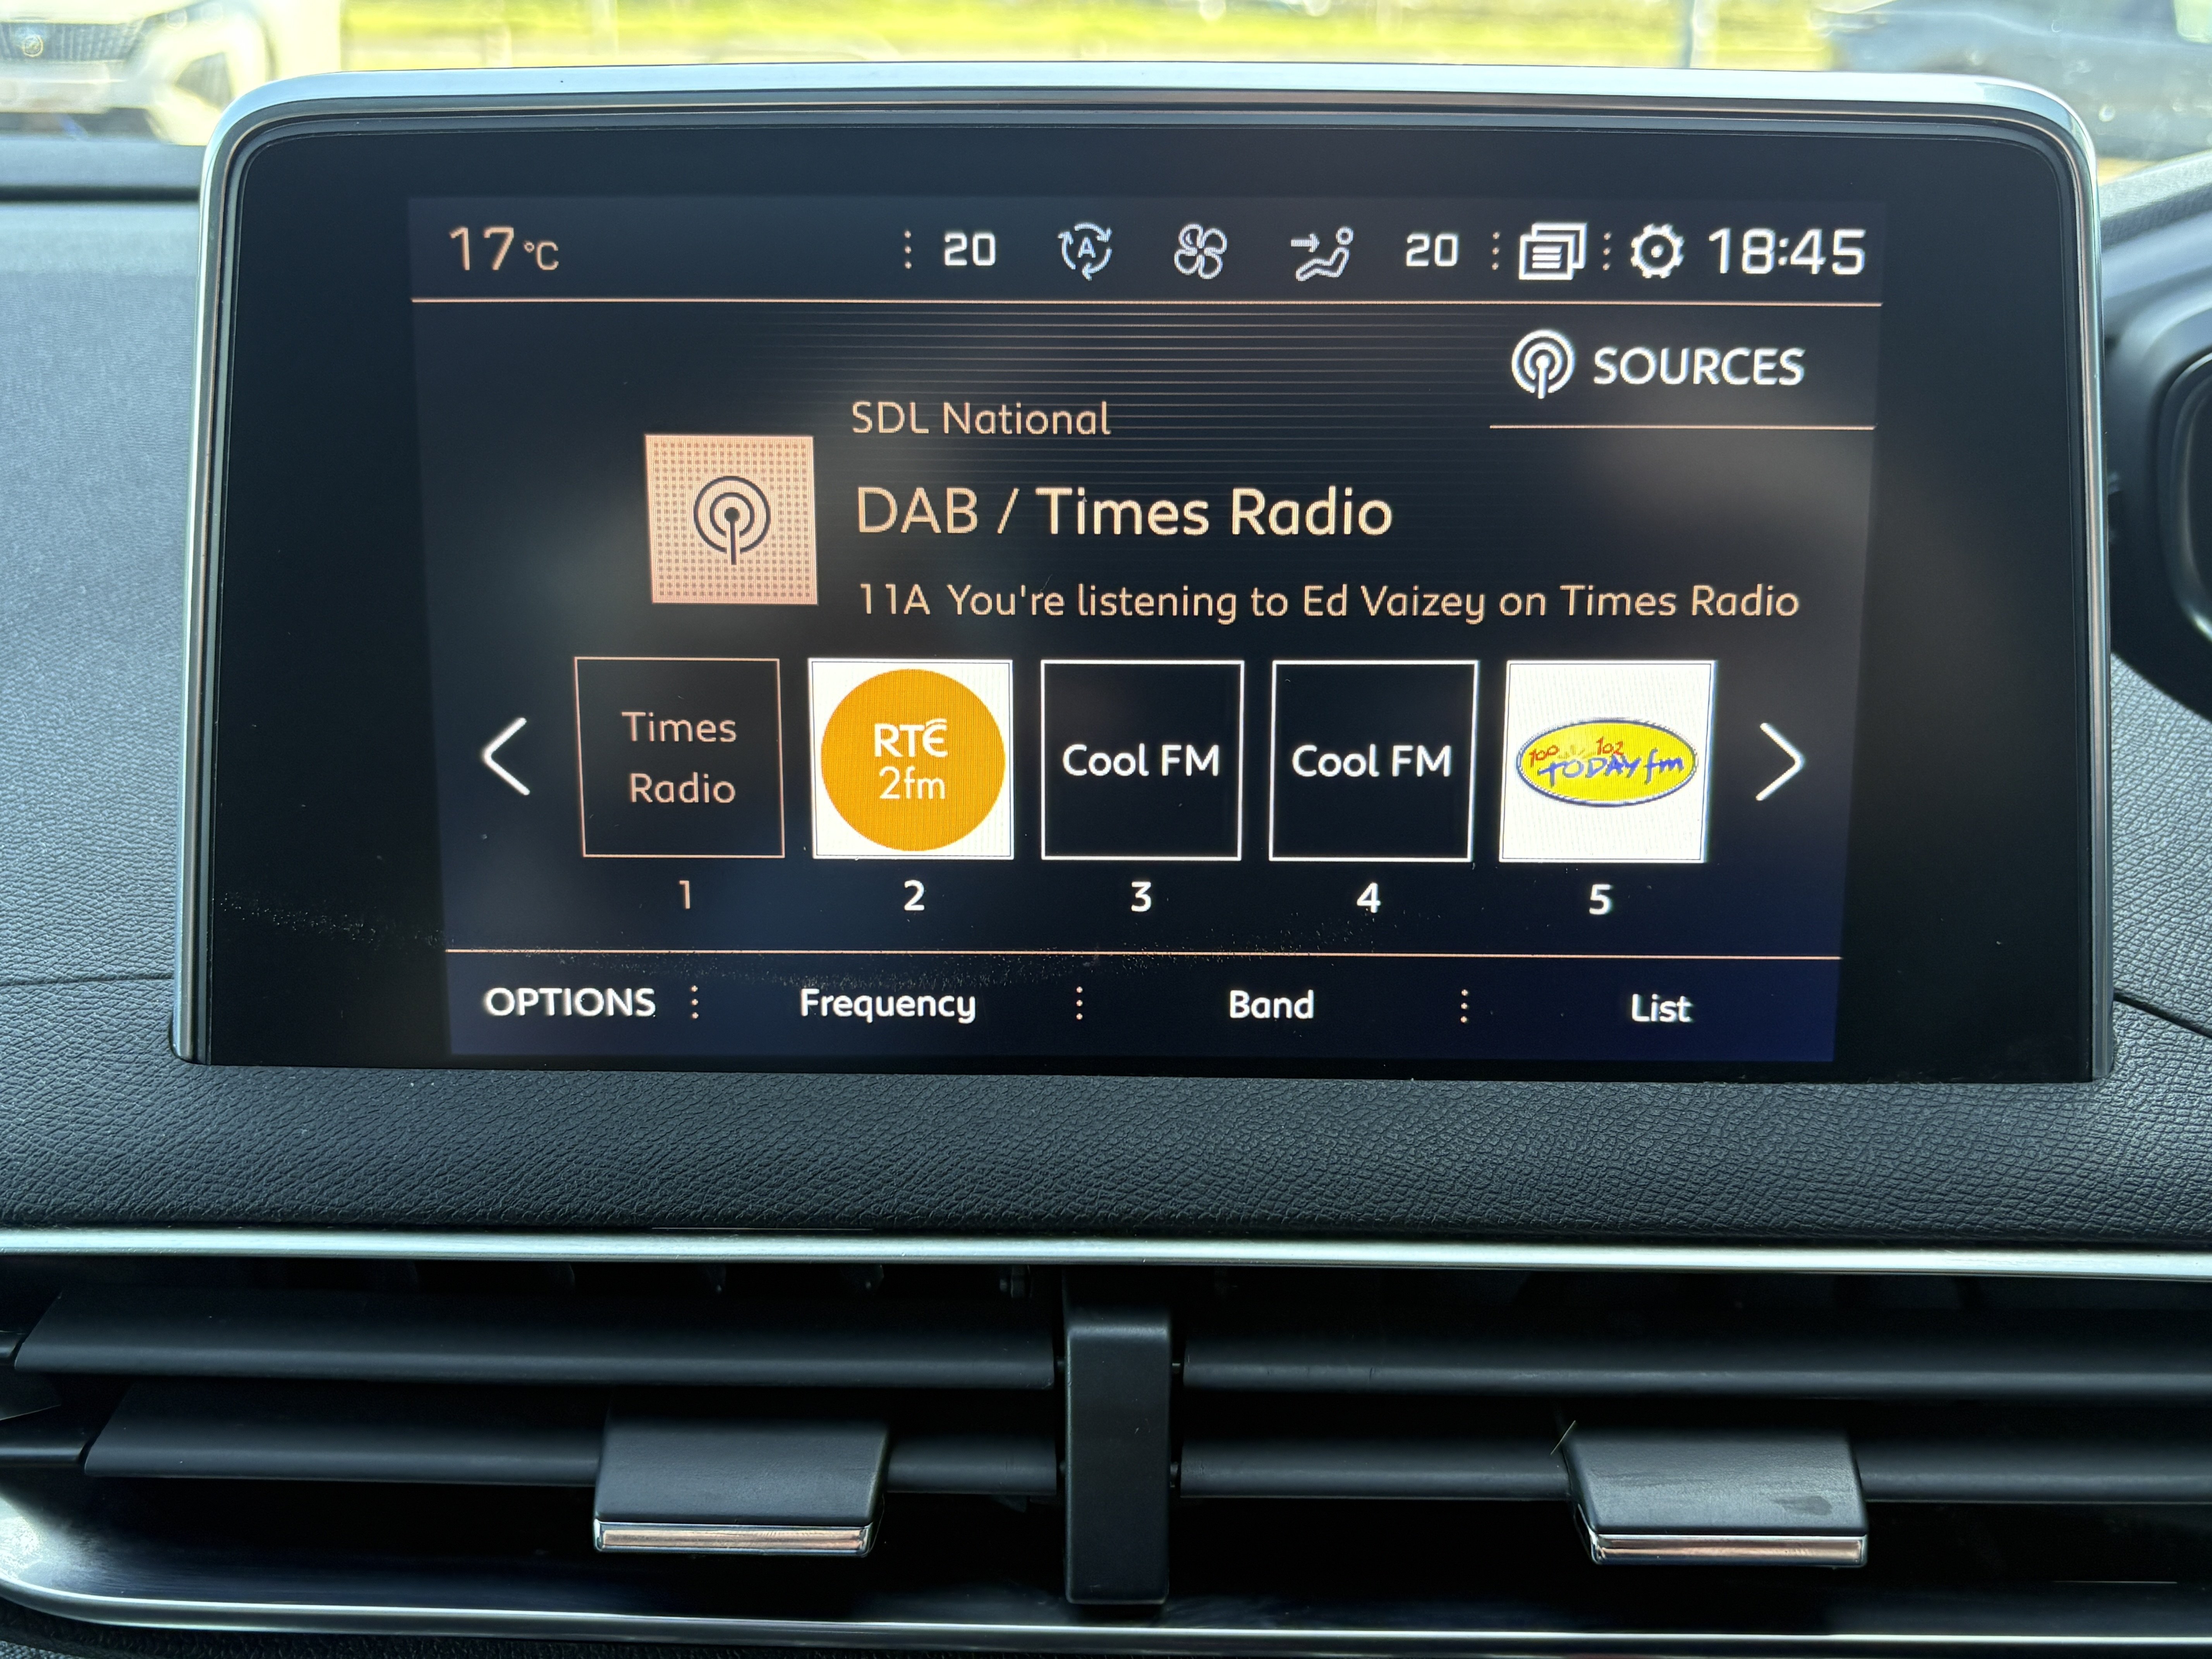 17°C 20 A 20 18:45
SOURCES
SDL National
DAB / Times Radio
11A You're listening to Ed Vaizey on Times Radio
Times
Radio
RTÉ
2fm
Cool FM
Cool FM
100 102
TODAY fm
1 2 3 4 5
OPTIONS Frequency Band List